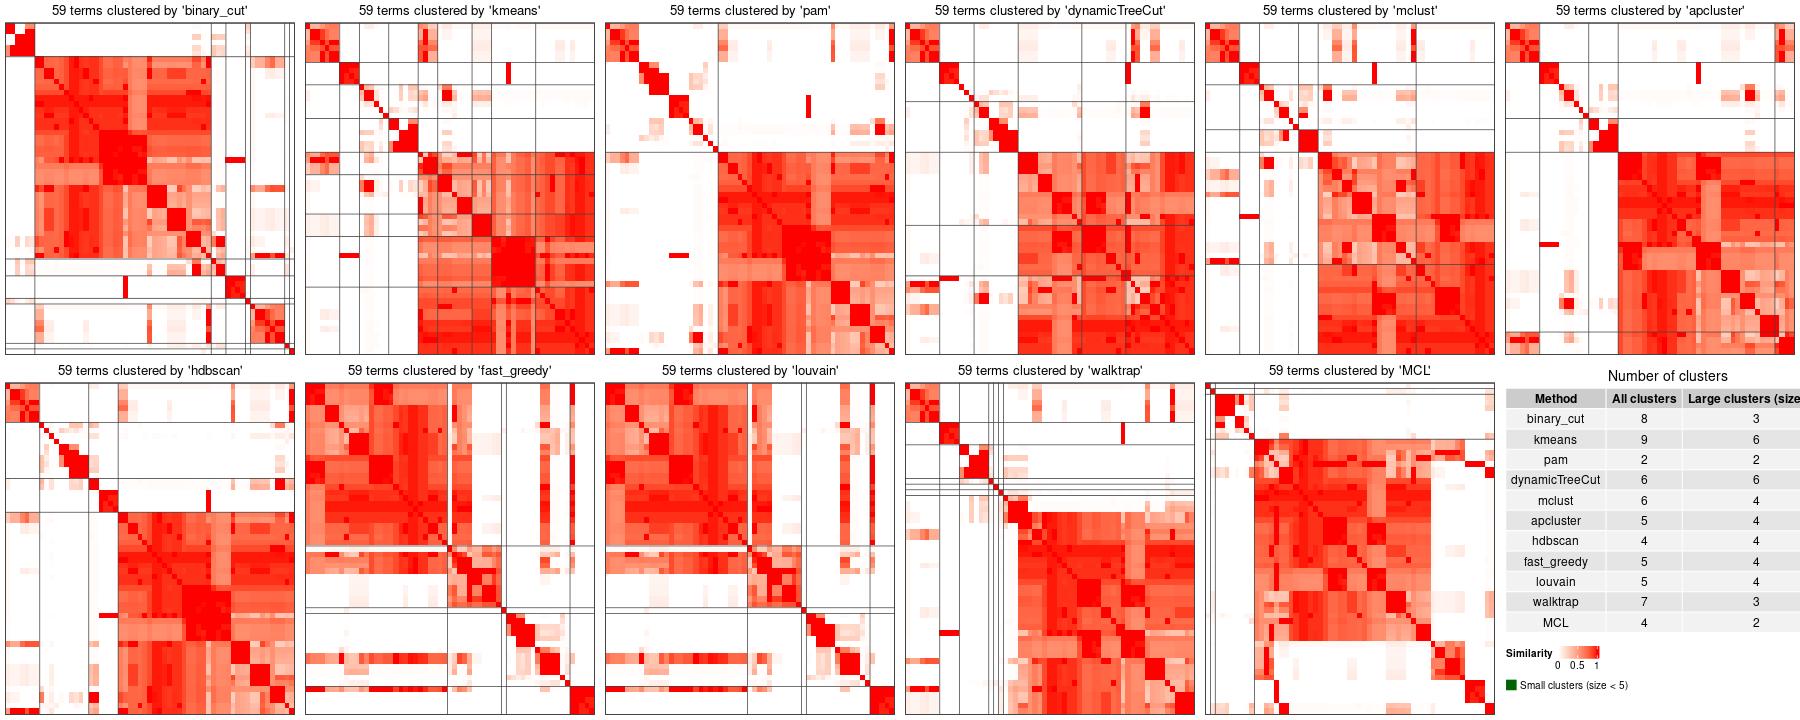 59 terms clustered by 'binary_cut'
59 terms clustered by 'kmeans'
59 terms clustered by 'pam'
59 terms clustered by 'dynamicTreeCut'
59 terms clustered by 'mclust'
59 terms clustered by 'apcluster'
59 terms clustered by 'hdbscan'
59 terms clustered by 'fast_greedy'
59 terms clustered by 'louvain'
59 terms clustered by 'walktrap'
59 terms clustered by 'MCL'
Number of clusters
Method All clusters Large clusters (size
binary_cut 8 3
kmeans 9 6
pam 2 2
dynamicTreeCut 6 6
mclust 6 4
apcluster 5 4
hdbscan 4 4
fast_greedy 5 4
louvain 5 4
walktrap 7 3
MCL 4 2
Similarity
0 0.5 1
Small clusters (size < 5)